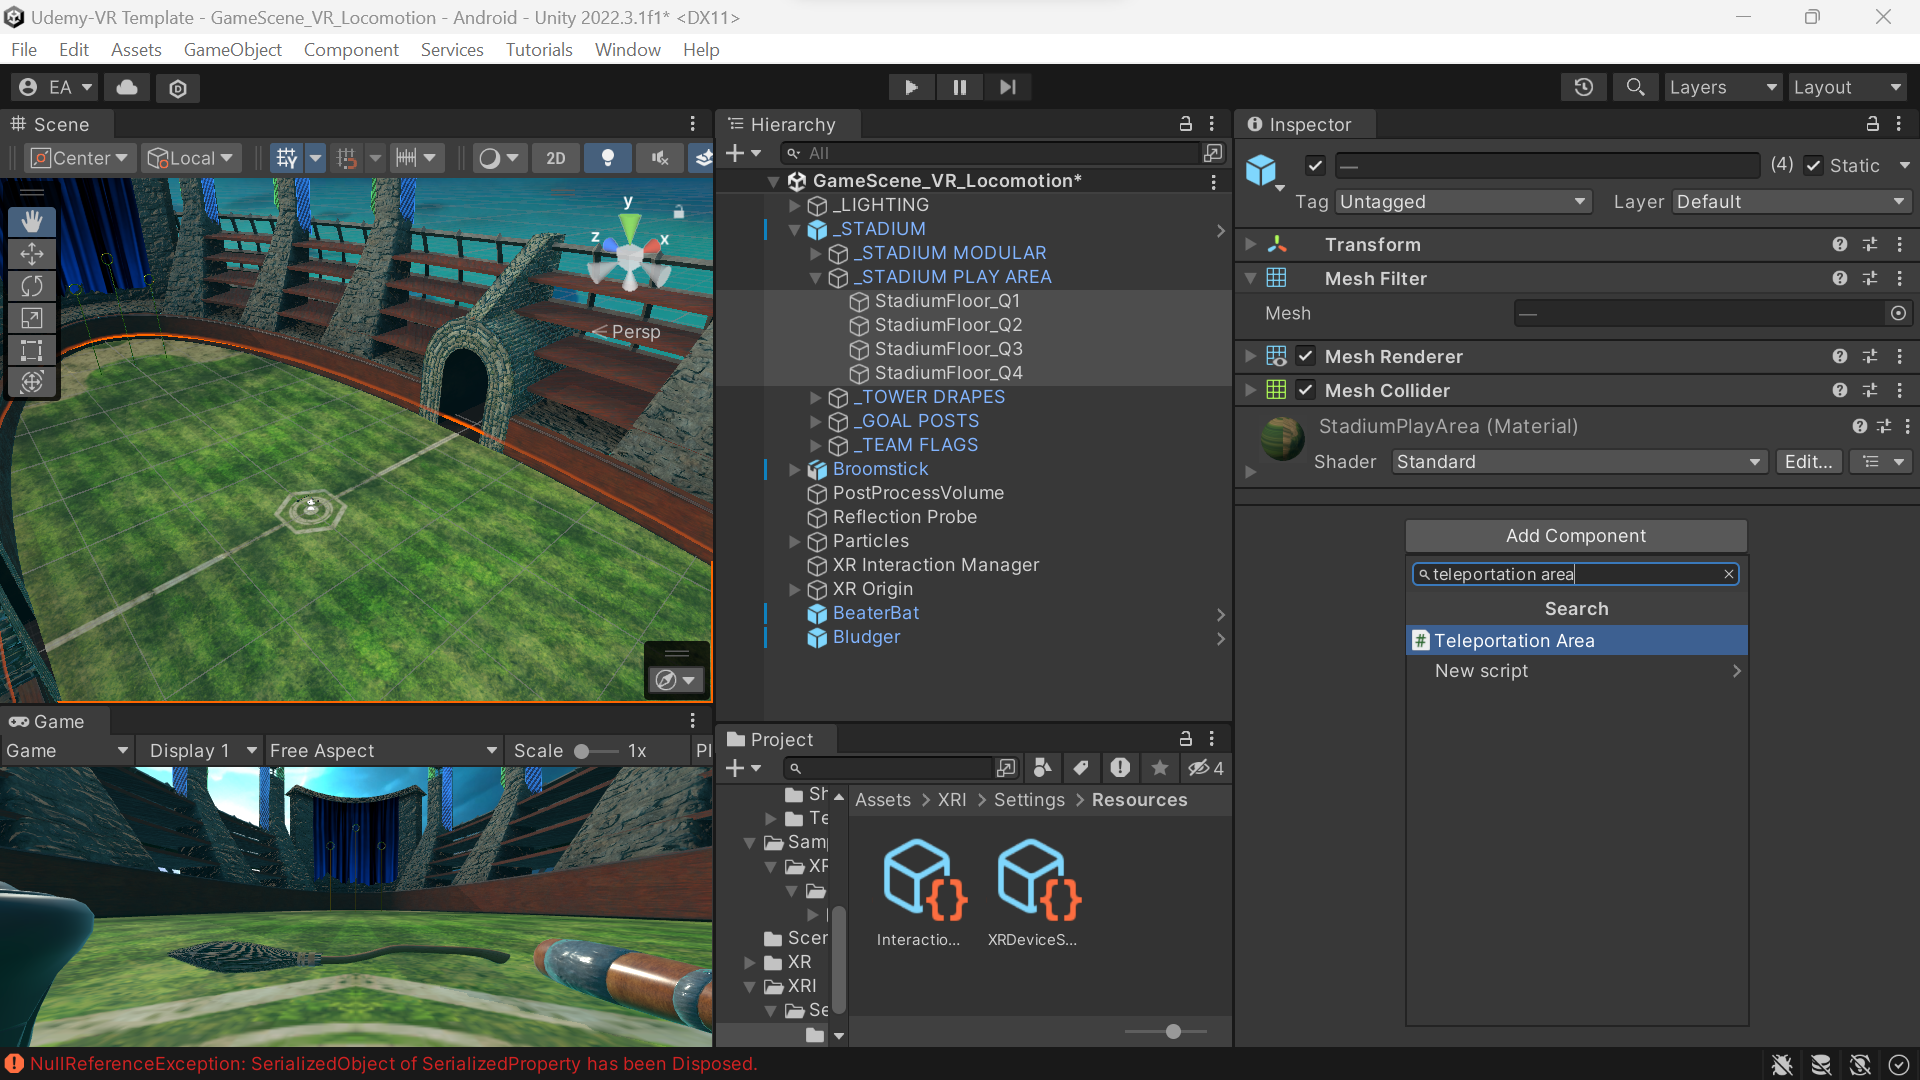 Udemy-VR Template - GameScene_VR_Locomotion - Android - Unity 2022.3.1f1* <DX11>
File Edit Assets GameObject Component Services Tutorials Window Help
EA
Layers Layout
Scene
Center Local 2D
y
z x
Persp
Game
Game Display 1 Free Aspect Scale 1x Pl
Hierarchy
All
GameScene_VR_Locomotion*
_LIGHTING
_STADIUM
_STADIUM MODULAR
_STADIUM PLAY AREA
StadiumFloor_Q1
StadiumFloor_Q2
StadiumFloor_Q3
StadiumFloor_Q4
_TOWER DRAPES
_GOAL POSTS
_TEAM FLAGS
Broomstick
PostProcessVolume
Reflection Probe
Particles
XR Interaction Manager
XR Origin
BeaterBat
Bludger
Project
4
Sh
Te
Sam
XR
Scer
XR
XRI
Se
Assets > XRI > Settings > Resources
Interactio... XRDeviceS...
Inspector
— (4) Static
Tag Untagged Layer Default
Transform
Mesh Filter
Mesh —
Mesh Renderer
Mesh Collider
StadiumPlayArea (Material)
Shader Standard Edit...
Add Component
teleportation area
Search
# Teleportation Area
New script
NullReferenceException: SerializedObject of SerializedProperty has been Disposed.